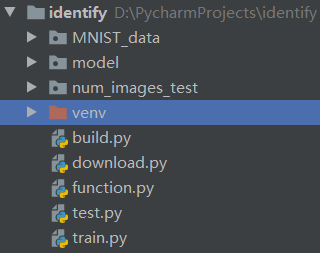 identify D:\PycharmProjects\identify
MNIST_data
model
num_images_test
venv
build.py
download.py
function.py
test.py
train.py